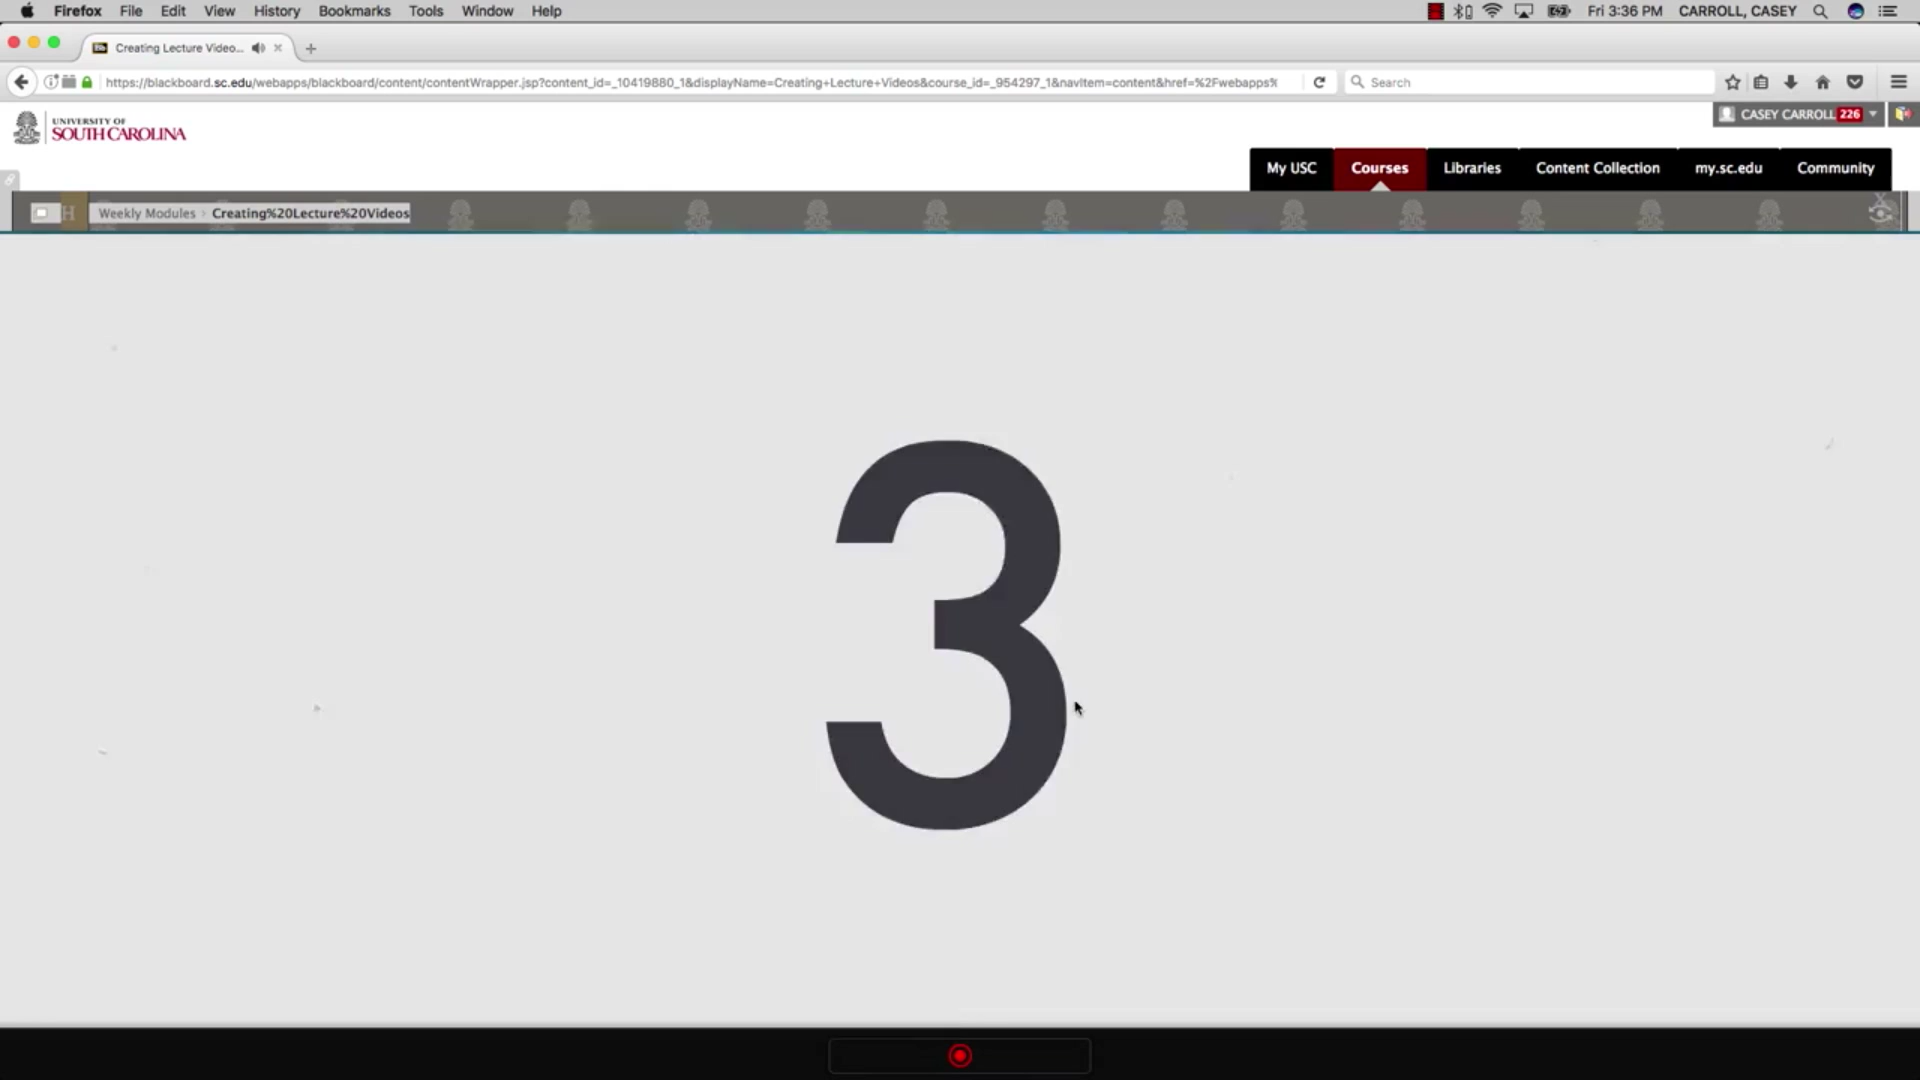 Firefox File Edit View History Bookmarks Tools Window Help Fri 3:36 PM CARROLL, CASEY
Creating Lecture Video...
https://blackboard.sc.edu/webapps/blackboard/content/contentWrapper.jsp?content_id=_10419880_1&displayName=Creating+Lecture+Videos&course_id=_954297_1&navItem=content&href=%2Fwebapps% Search
UNIVERSITY OF
SOUTH CAROLINA
CASEY CARROLL 226
My USC Courses Libraries Content Collection my.sc.edu Community
H Weekly Modules › Creating%20Lecture%20Videos
3